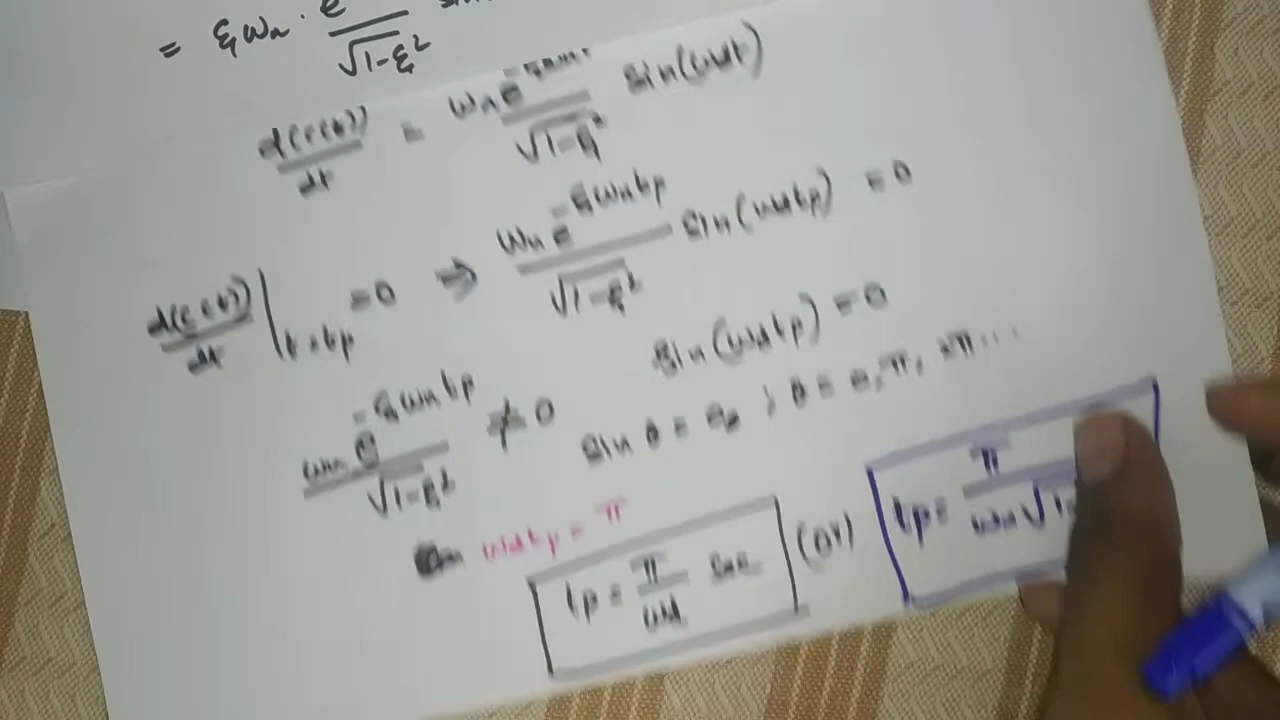 = ξωn · e / √1-ξ²
d(c(t))/dt = ωn e^-ξωnt / √1-ξ² sin(ωdt)
d(c(t))/dt | t=tp =0 ⇒ ωn e^-ξωntp / √1-ξ² sin(ωdtp) =0
sin(ωdtp) =0
ωn e^-ξωntp / √1-ξ² ≠ 0
sin θ = 0; θ = 0, π, 2π...
ωdtp = π
tp = π/ωd sec (or) tp = π / ωn√1-